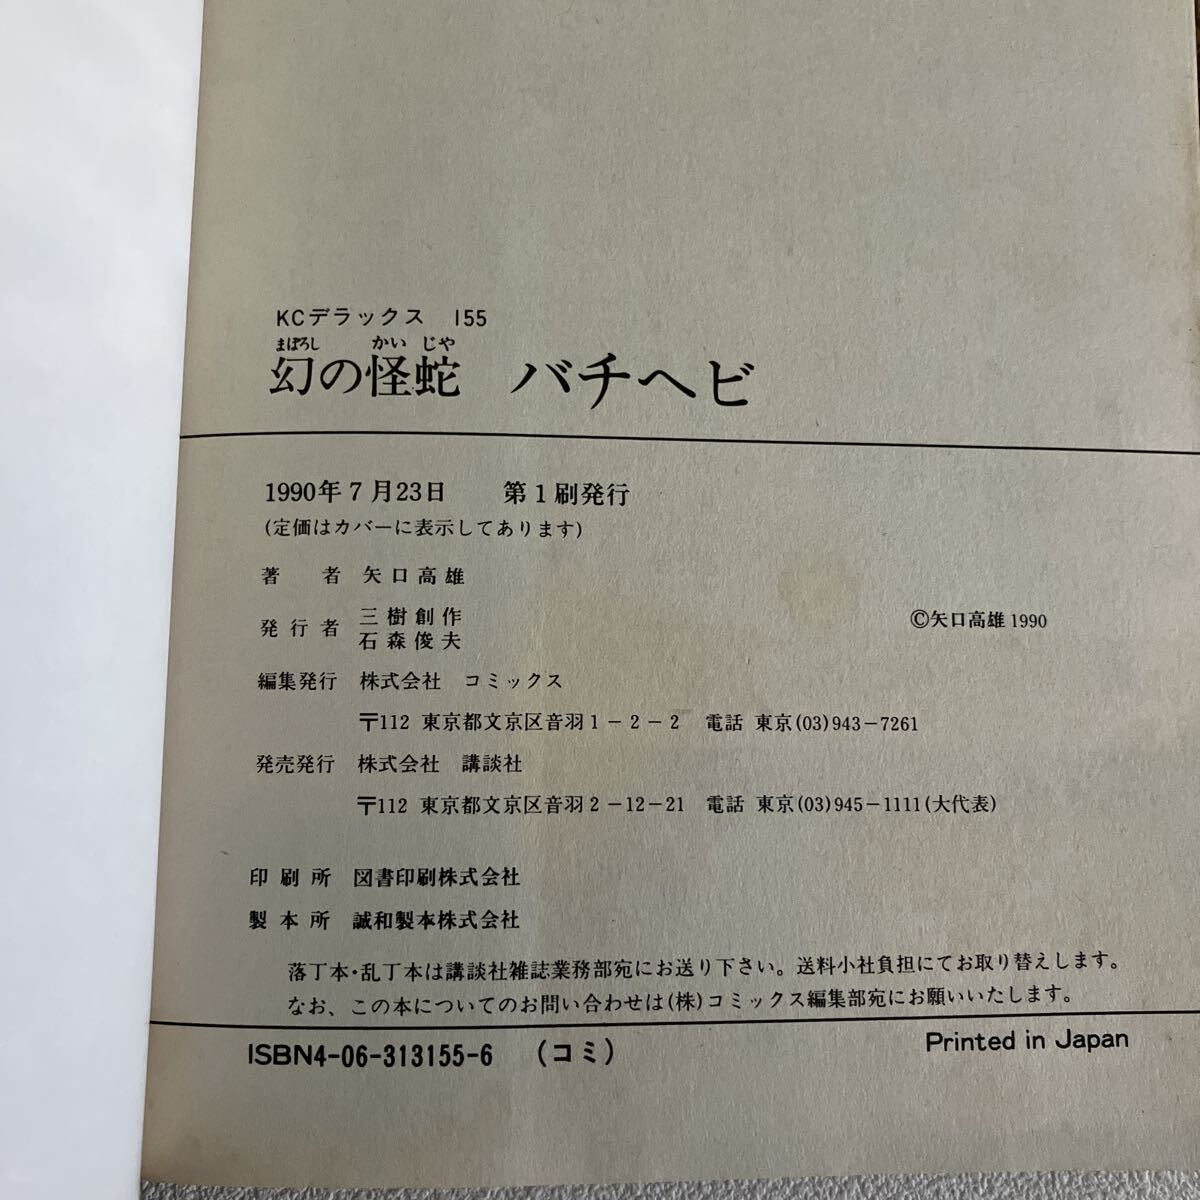 KCデラックス 155
まぼろし かいじゃ
幻の怪蛇 バチヘビ
1990年7月23日 第1刷発行
(定価はカバーに表示してあります)
著者 矢口高雄
発行者 三樹創作
石森俊夫
©矢口高雄 1990
編集発行 株式会社 コミックス
〒112 東京都文京区音羽1-2-2 電話 東京(03)943-7261
発売発行 株式会社 講談社
〒112 東京都文京区音羽2-12-21 電話 東京(03)945-1111(大代表)
印刷所 図書印刷株式会社
製本所 誠和製本株式会社
落丁本・乱丁本は講談社雑誌業務部宛にお送り下さい。送料小社負担にてお取り替えします。
なお、この本についてのお問い合わせは(株)コミックス編集部宛にお願いいたします。
ISBN4-06-313155-6 (コミ)
Printed in Japan